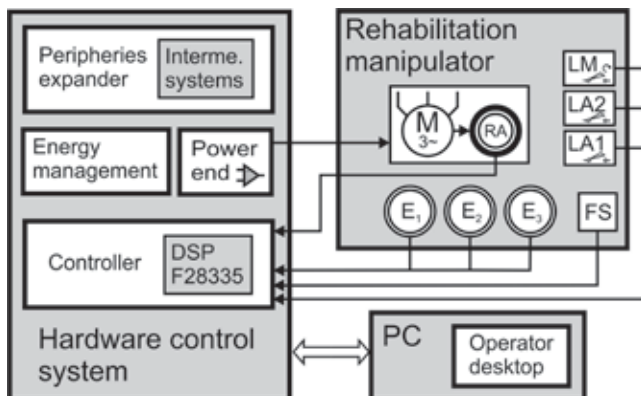 Peripheries
expander
Interme.
systems
Energy
management
Power
end
Controller
DSP
F28335
Hardware control
system
Rehabilitation
manipulator
M
3~
RA
LM
LA2
LA1
E₁
E₂
E₃
FS
PC
Operator
desktop